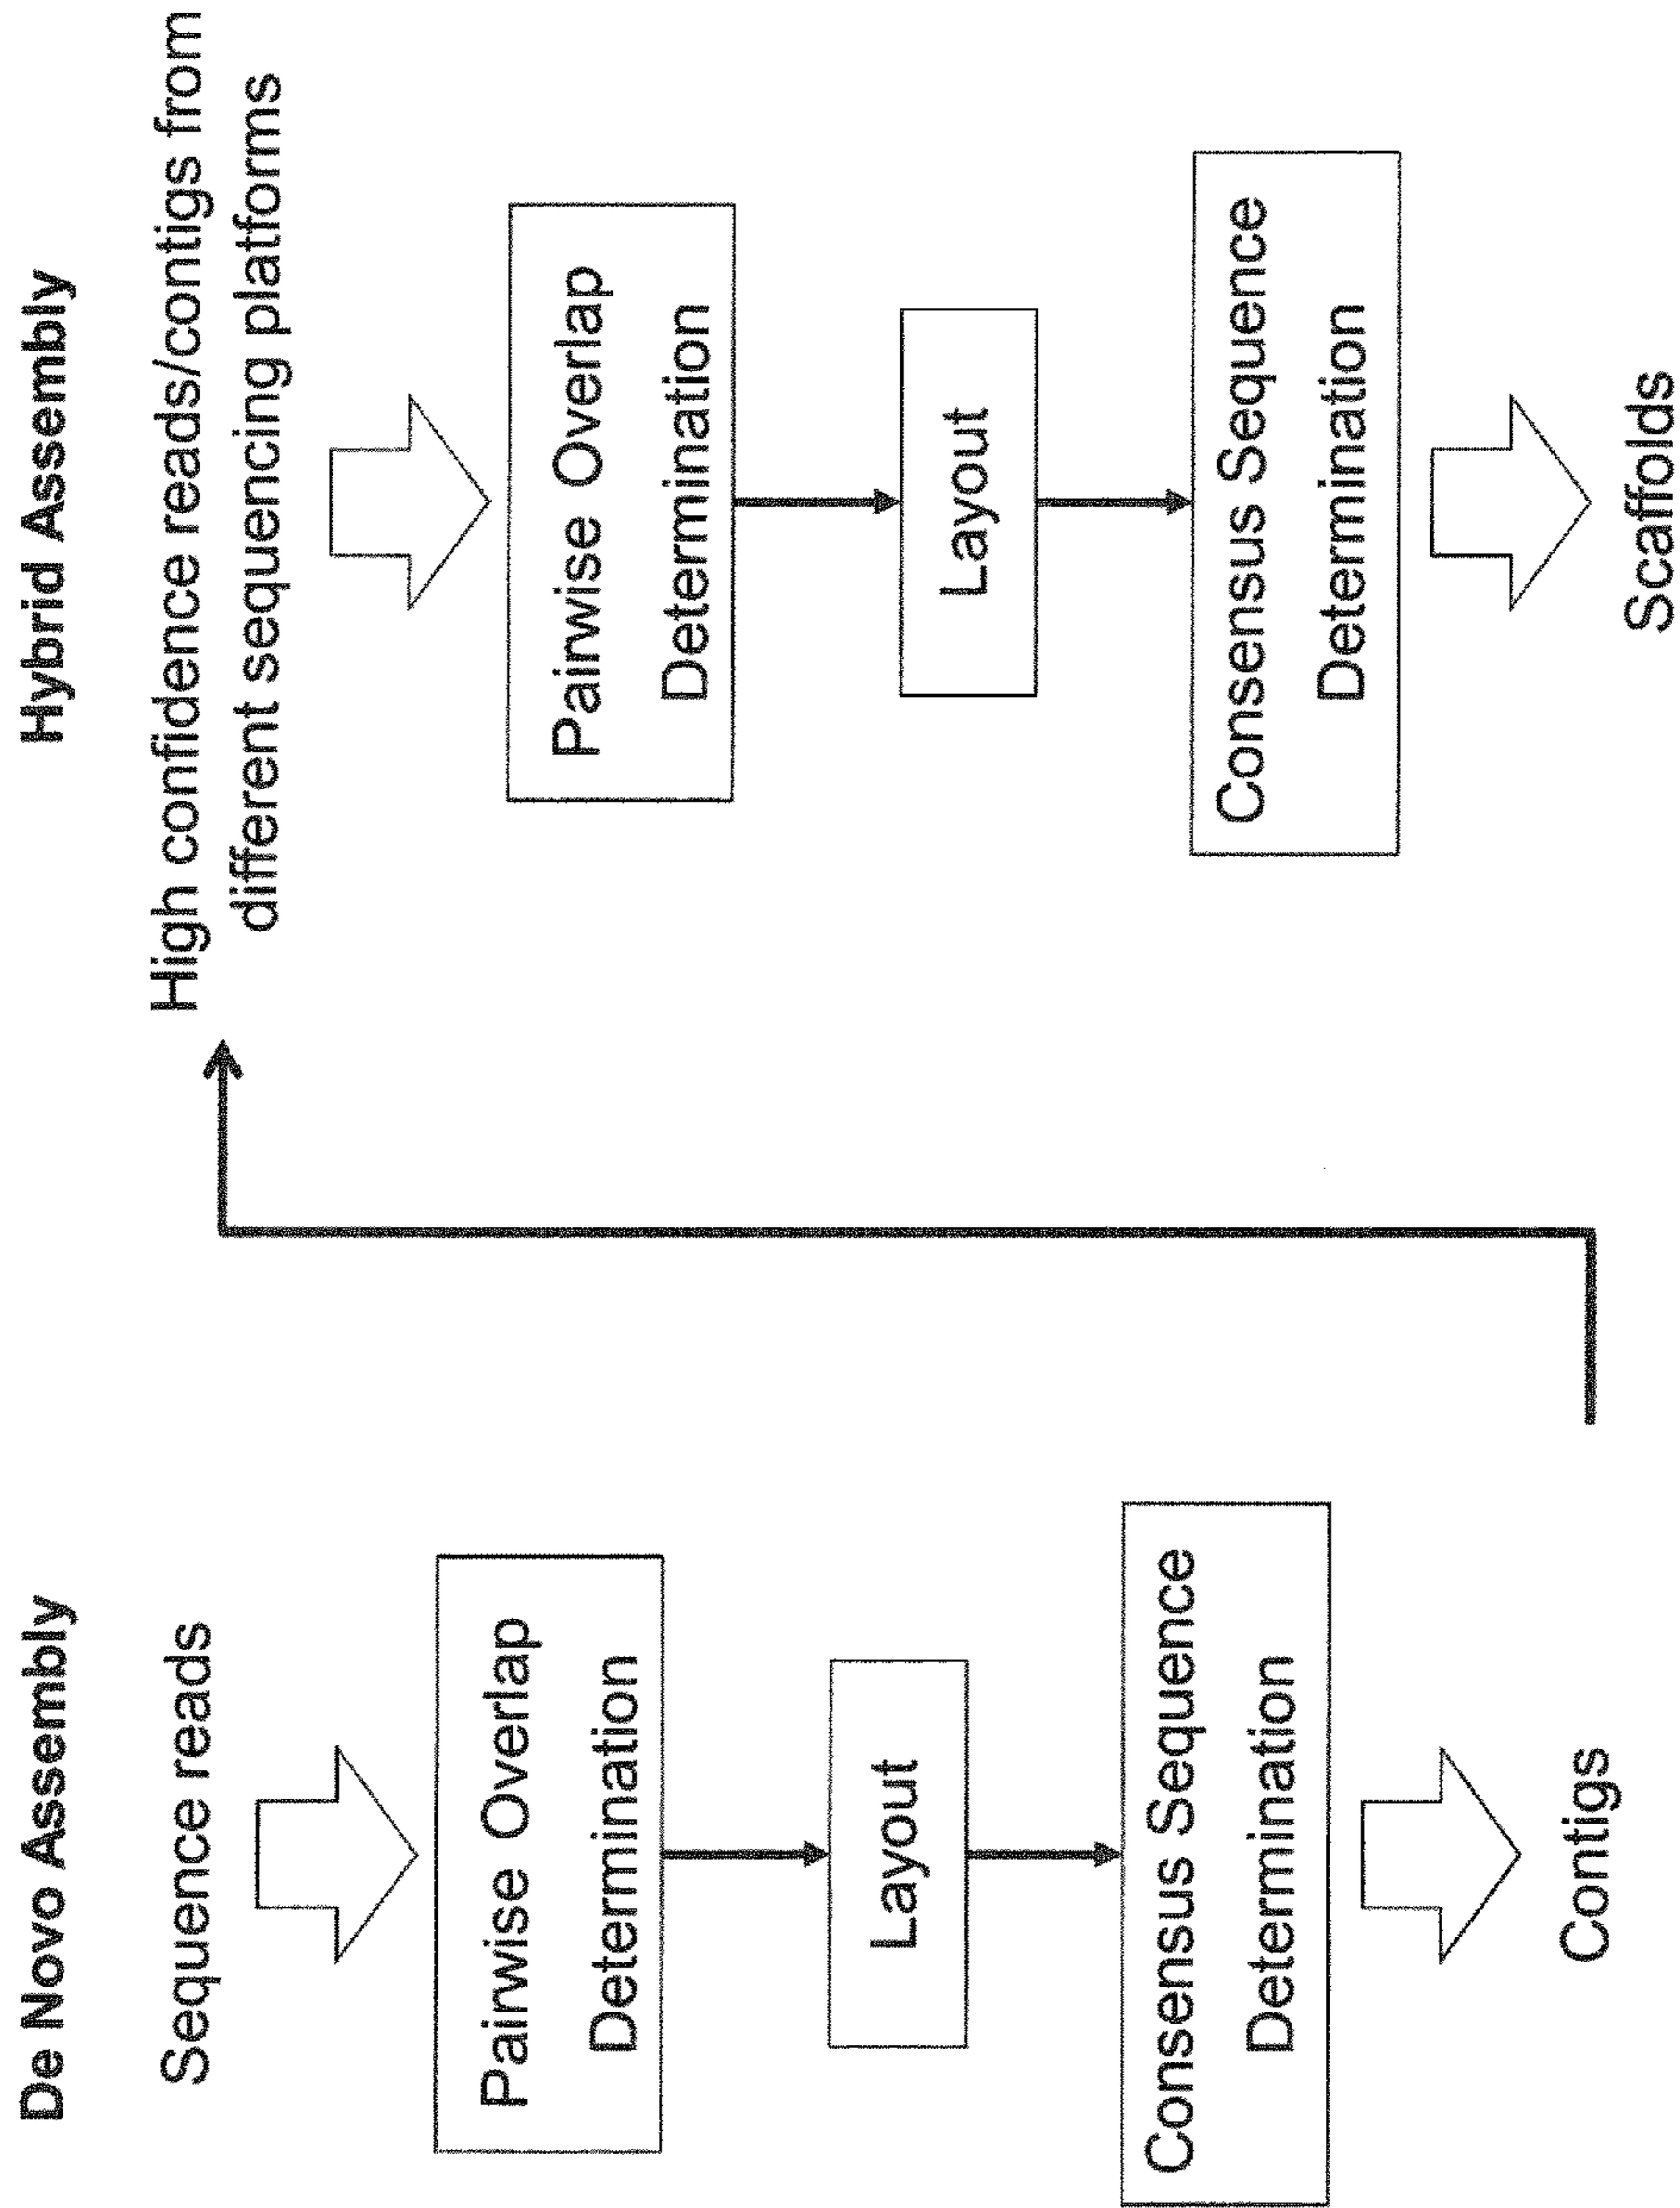 De Novo Assembly
Sequence reads
Pairwise Overlap
Determination
Layout
Consensus Sequence
Determination
Contigs
Hybrid Assembly
High confidence reads/contigs from
different sequencing platforms
Pairwise Overlap
Determination
Layout
Consensus Sequence
Determination
Scaffolds